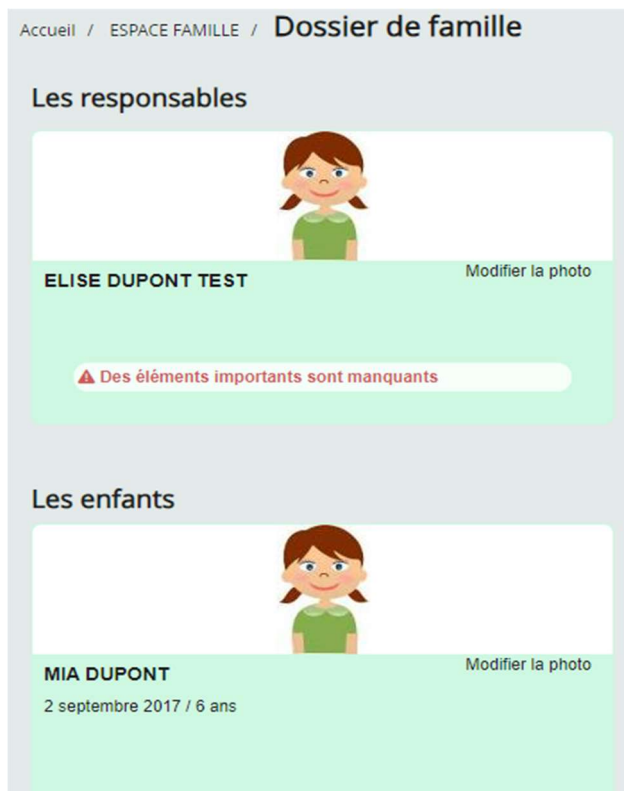 Accueil / ESPACE FAMILLE / Dossier de famille
Les responsables
Modifier la photo
ELISE DUPONT TEST
Des éléments importants sont manquants
Les enfants
Modifier la photo
MIA DUPONT
2 septembre 2017 / 6 ans